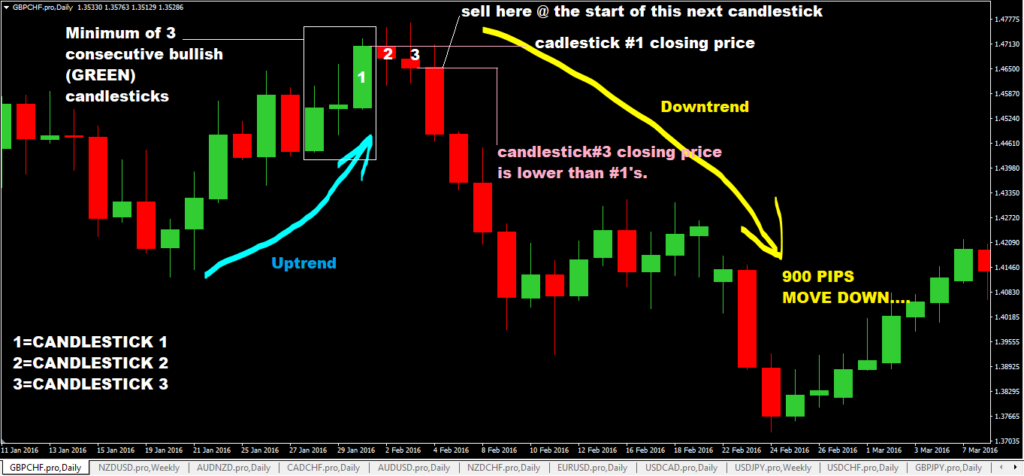 GBPCHF.pro,Daily 1.35330 1.35763 1.35129 1.35286
sell here @ the start of this next candlestick
Minimum of 3
consecutive bullish
(GREEN)
candlesticks
cadlestick #1 closing price
1
2
3
Downtrend
candlestick#3 closing price
is lower than #1's.
Uptrend
900 PIPS
MOVE DOWN....
1=CANDLESTICK 1
2=CANDLESTICK 2
3=CANDLESTICK 3
1.47775
1.47130
1.46500
1.45870
1.45240
1.44610
1.43980
1.43350
1.42720
1.42090
1.41460
1.40830
1.40185
1.39555
1.38925
1.38295
1.37665
1.37035
11 Jan 2016
13 Jan 2016
15 Jan 2016
19 Jan 2016
21 Jan 2016
25 Jan 2016
27 Jan 2016
29 Jan 2016
2 Feb 2016
4 Feb 2016
8 Feb 2016
10 Feb 2016
12 Feb 2016
16 Feb 2016
18 Feb 2016
22 Feb 2016
24 Feb 2016
26 Feb 2016
1 Mar 2016
3 Mar 2016
7 Mar 2016
GBPCHF.pro,Daily
NZDUSD.pro,Weekly
AUDNZD.pro,Daily
CADCHF.pro,Daily
AUDUSD.pro,Daily
NZDCHF.pro,Daily
EURUSD.pro,Daily
USDCAD.pro,Daily
USDJPY.pro,Weekly
USDCHF.pro,Daily
GBPJPY.pro,Daily